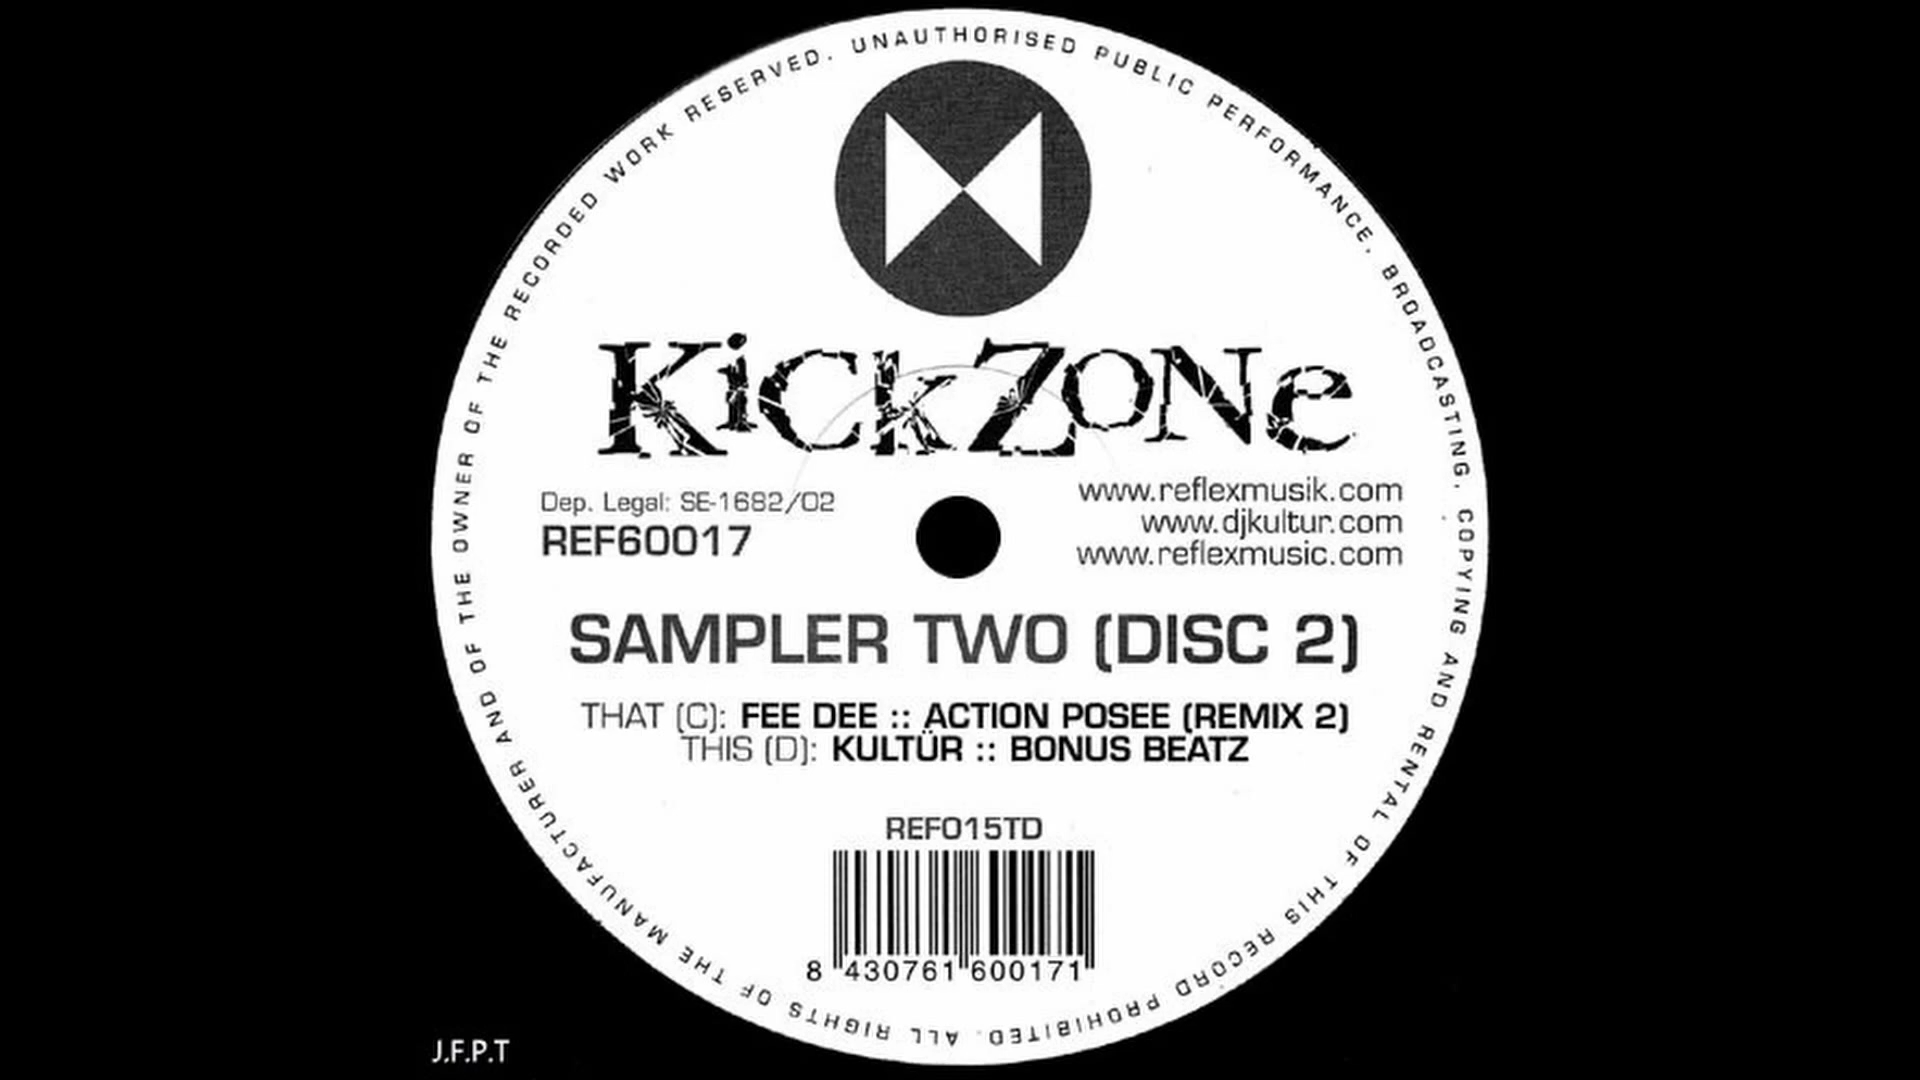 ALL RIGHTS OF THE MANUFACTURER AND OF THE OWNER OF THE RECORDED WORK RESERVED. UNAUTHORISED PUBLIC PERFORMANCE, BROADCASTING, COPYING AND RENTAL OF THIS RECORD PROHIBITED.
KickZoNe
Dep. Legal: SE-1682/02
REF60017
www.reflexmusik.com
www.djkultur.com
www.reflexmusic.com
SAMPLER TWO (DISC 2)
THAT (C): FEE DEE :: ACTION POSEE (REMIX 2)
THIS (D): KULTÜR :: BONUS BEATZ
REF015TD
8 430761 600171
J.F.P.T